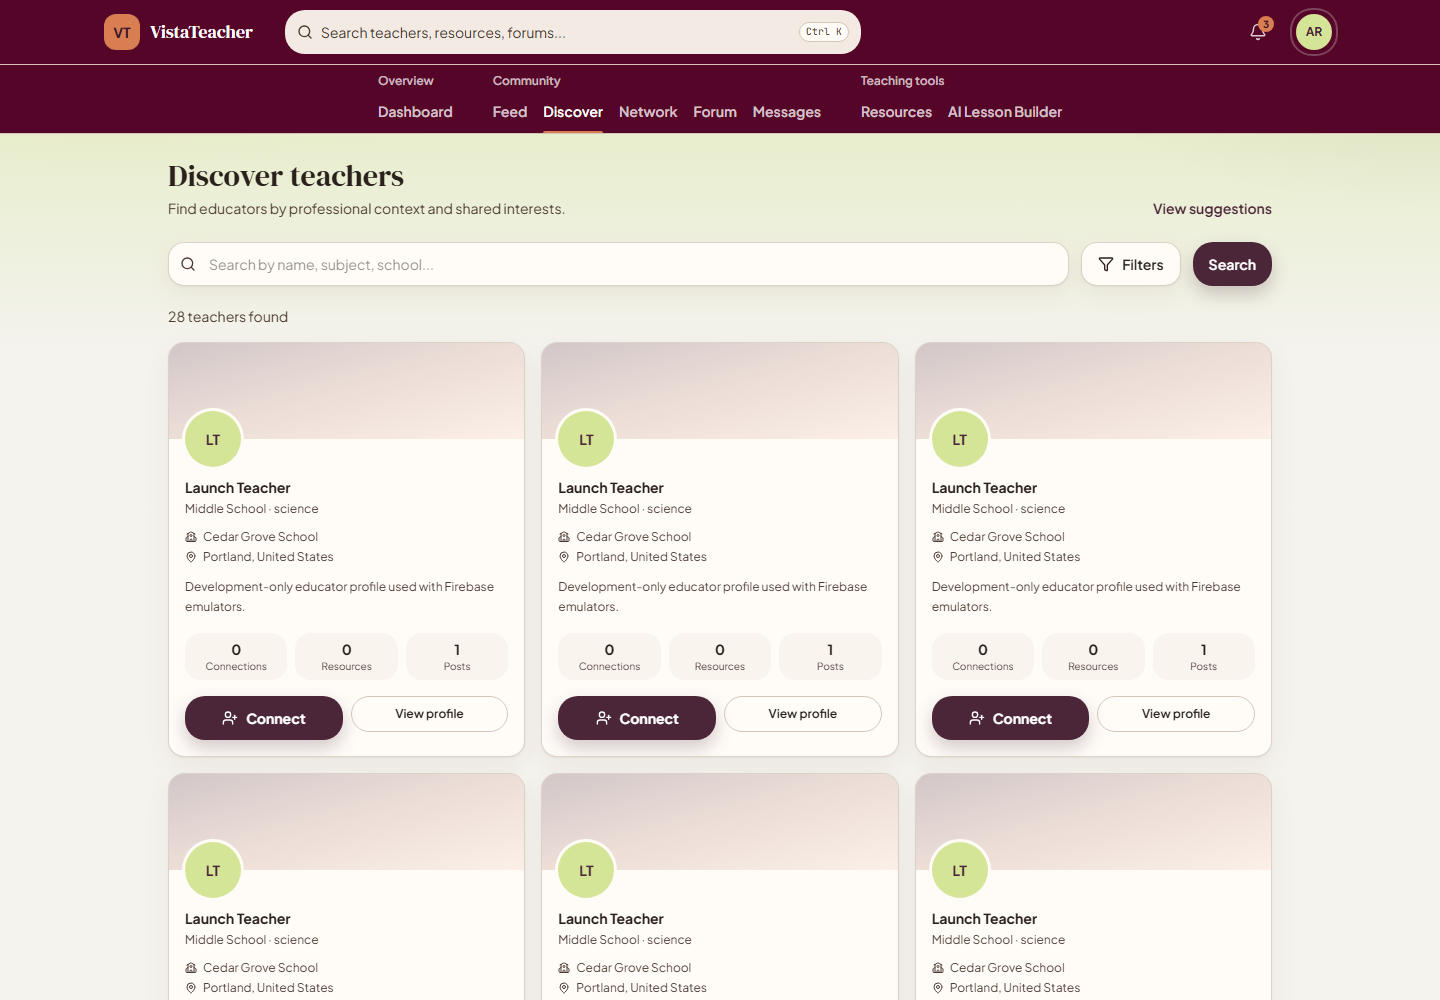 VT VistaTeacher Search teachers, resources, forums... Ctrl K 3 AR
Overview Community Teaching tools
Dashboard Feed Discover Network Forum Messages Resources AI Lesson Builder
Discover teachers
Find educators by professional context and shared interests. View suggestions
Search by name, subject, school... Filters Search
28 teachers found
LT LT LT
Launch Teacher Launch Teacher Launch Teacher
Middle School · science Middle School · science Middle School · science
Cedar Grove School Cedar Grove School Cedar Grove School
Portland, United States Portland, United States Portland, United States
Development-only educator profile used with Firebase Development-only educator profile used with Firebase Development-only educator profile used with Firebase
emulators. emulators. emulators.
0 0 1 0 0 1 0 0 1
Connections Resources Posts Connections Resources Posts Connections Resources Posts
Connect View profile Connect View profile Connect View profile
LT LT LT
Launch Teacher Launch Teacher Launch Teacher
Middle School · science Middle School · science Middle School · science
Cedar Grove School Cedar Grove School Cedar Grove School
Portland, United States Portland, United States Portland, United States